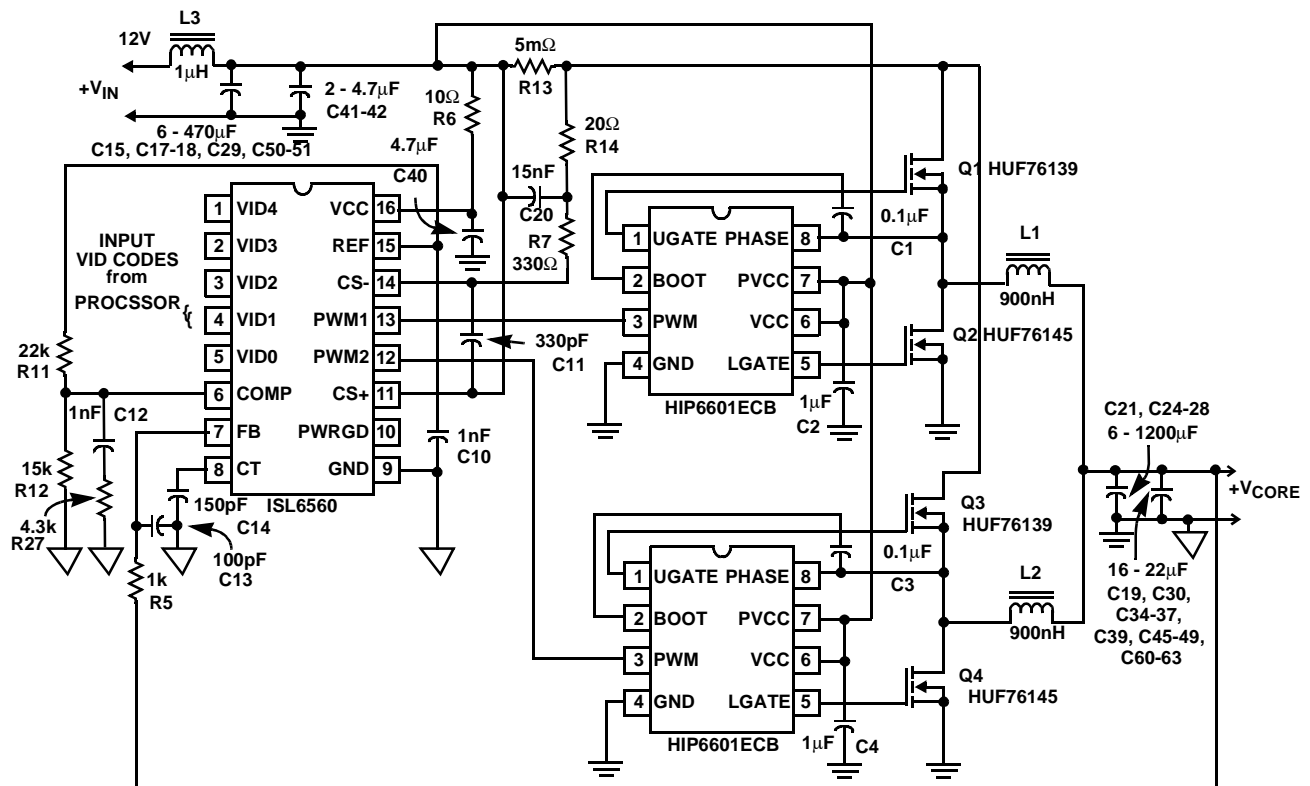 L3
12V
1μH
+VIN
2 - 4.7μF
C41-42
6 - 470μF
C15, C17-18, C29, C50-51
10Ω
R6
4.7μF
C40
5mΩ
R13
20Ω
R14
15nF
C20
R7
330Ω
INPUT
VID CODES
from
PROCSSOR
{
{
1 VID4
2 VID3
3 VID2
4 VID1
5 VID0
6 COMP
7 FB
8 CT
VCC 16
REF 15
CS- 14
PWM1 13
PWM2 12
CS+ 11
PWRGD 10
GND 9
ISL6560
22k
R11
1nF
C12
15k
R12
4.3k
R27
150pF
C14
100pF
C13
1k
R5
1nF
C10
330pF
C11
1 UGATE
2 BOOT
3 PWM
4 GND
PHASE 8
PVCC 7
VCC 6
LGATE 5
HIP6601ECB
0.1μF
C1
1μF
C2
Q1 HUF76139
Q2 HUF76145
L1
900nH
1 UGATE
2 BOOT
3 PWM
4 GND
PHASE 8
PVCC 7
VCC 6
LGATE 5
HIP6601ECB
0.1μF
C3
1μF
C4
Q3
HUF76139
Q4
HUF76145
L2
900nH
C21, C24-28
6 - 1200μF
+VCORE
16 - 22μF
C19, C30,
C34-37,
C39, C45-49,
C60-63